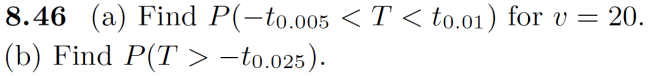 8.46 (a) Find P(−t₀.₀₀₅ < T < t₀.₀₁) for v = 20.
(b) Find P(T > −t₀.₀₂₅).